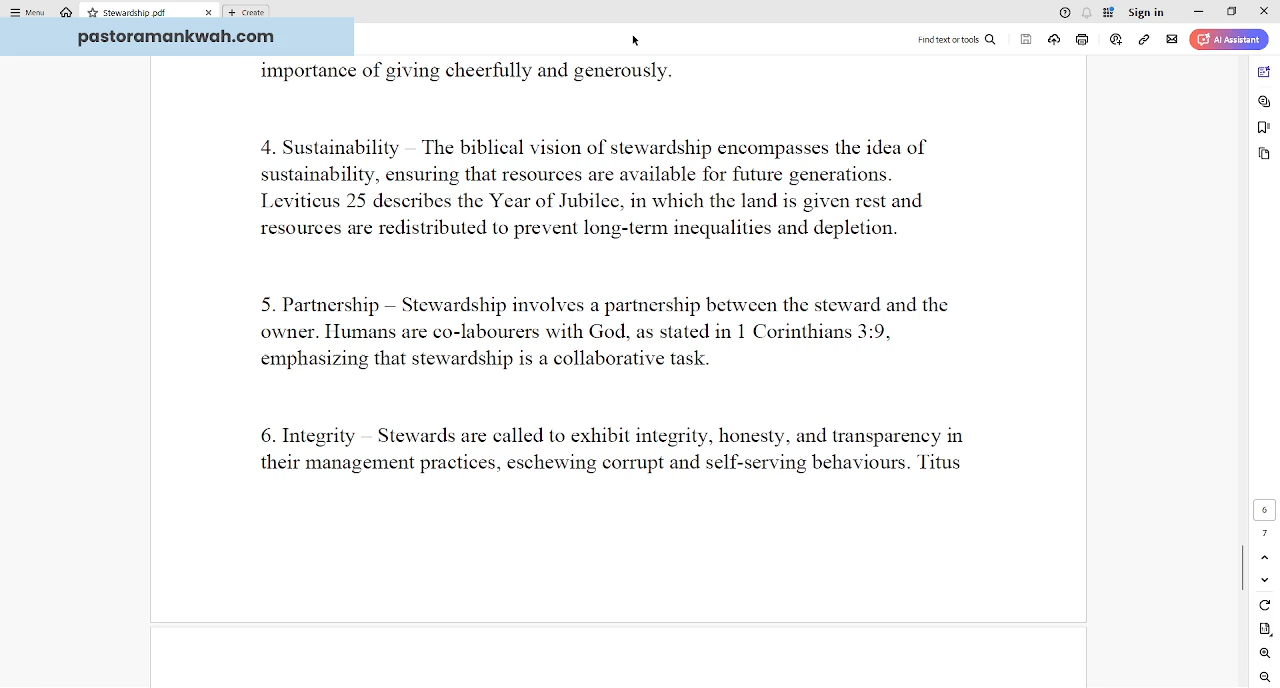 Menu
Stewardship.pdf
Create
Sign in
pastoramankwah.com
Find text or tools
AI Assistant
importance of giving cheerfully and generously.
4. Sustainability – The biblical vision of stewardship encompasses the idea of
sustainability, ensuring that resources are available for future generations.
Leviticus 25 describes the Year of Jubilee, in which the land is given rest and
resources are redistributed to prevent long-term inequalities and depletion.
5. Partnership – Stewardship involves a partnership between the steward and the
owner. Humans are co-labourers with God, as stated in 1 Corinthians 3:9,
emphasizing that stewardship is a collaborative task.
6. Integrity – Stewards are called to exhibit integrity, honesty, and transparency in
their management practices, eschewing corrupt and self-serving behaviours. Titus
6
7